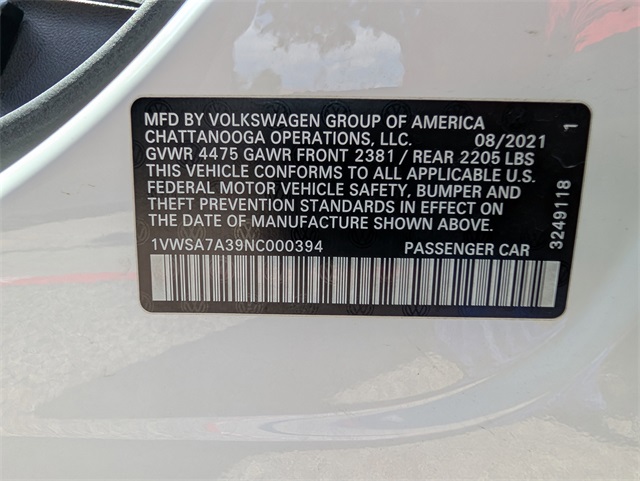 MFD BY VOLKSWAGEN GROUP OF AMERICA
CHATTANOOGA OPERATIONS, LLC. 08/2021
GVWR 4475 GAWR FRONT 2381 / REAR 2205 LBS
THIS VEHICLE CONFORMS TO ALL APPLICABLE U.S.
FEDERAL MOTOR VEHICLE SAFETY, BUMPER AND
THEFT PREVENTION STANDARDS IN EFFECT ON
THE DATE OF MANUFACTURE SHOWN ABOVE.
1VWSA7A39NC000394 PASSENGER CAR
3249118 1